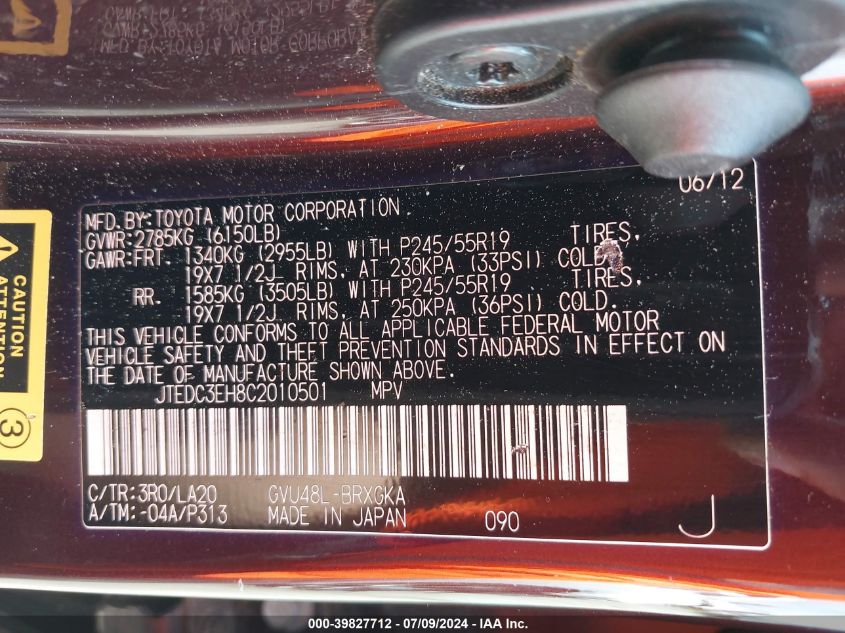 MFD. BY: TOYOTA MOTOR CORPORATION 06/12
GVWR: 2785KG (6150LB)
GAWR: FRT. 1340KG (2955LB) WITH P245/55R19 TIRES,
19X7 1/2J RIMS, AT 230KPA (33PSI) COLD.
RR. 1585KG (3505LB) WITH P245/55R19 TIRES,
19X7 1/2J RIMS, AT 250KPA (36PSI) COLD.
THIS VEHICLE CONFORMS TO ALL APPLICABLE FEDERAL MOTOR
VEHICLE SAFETY AND THEFT PREVENTION STANDARDS IN EFFECT ON
THE DATE OF MANUFACTURE SHOWN ABOVE.
JTEDC3EH8C2010501 MPV
C/TR: 3R0/LA20 GVU48L-BRXGKA
A/TM: -04A/P313 MADE IN JAPAN 090 J
CAUTION
ATTENTION
3
000-39827712 - 07/09/2024 - IAA Inc.